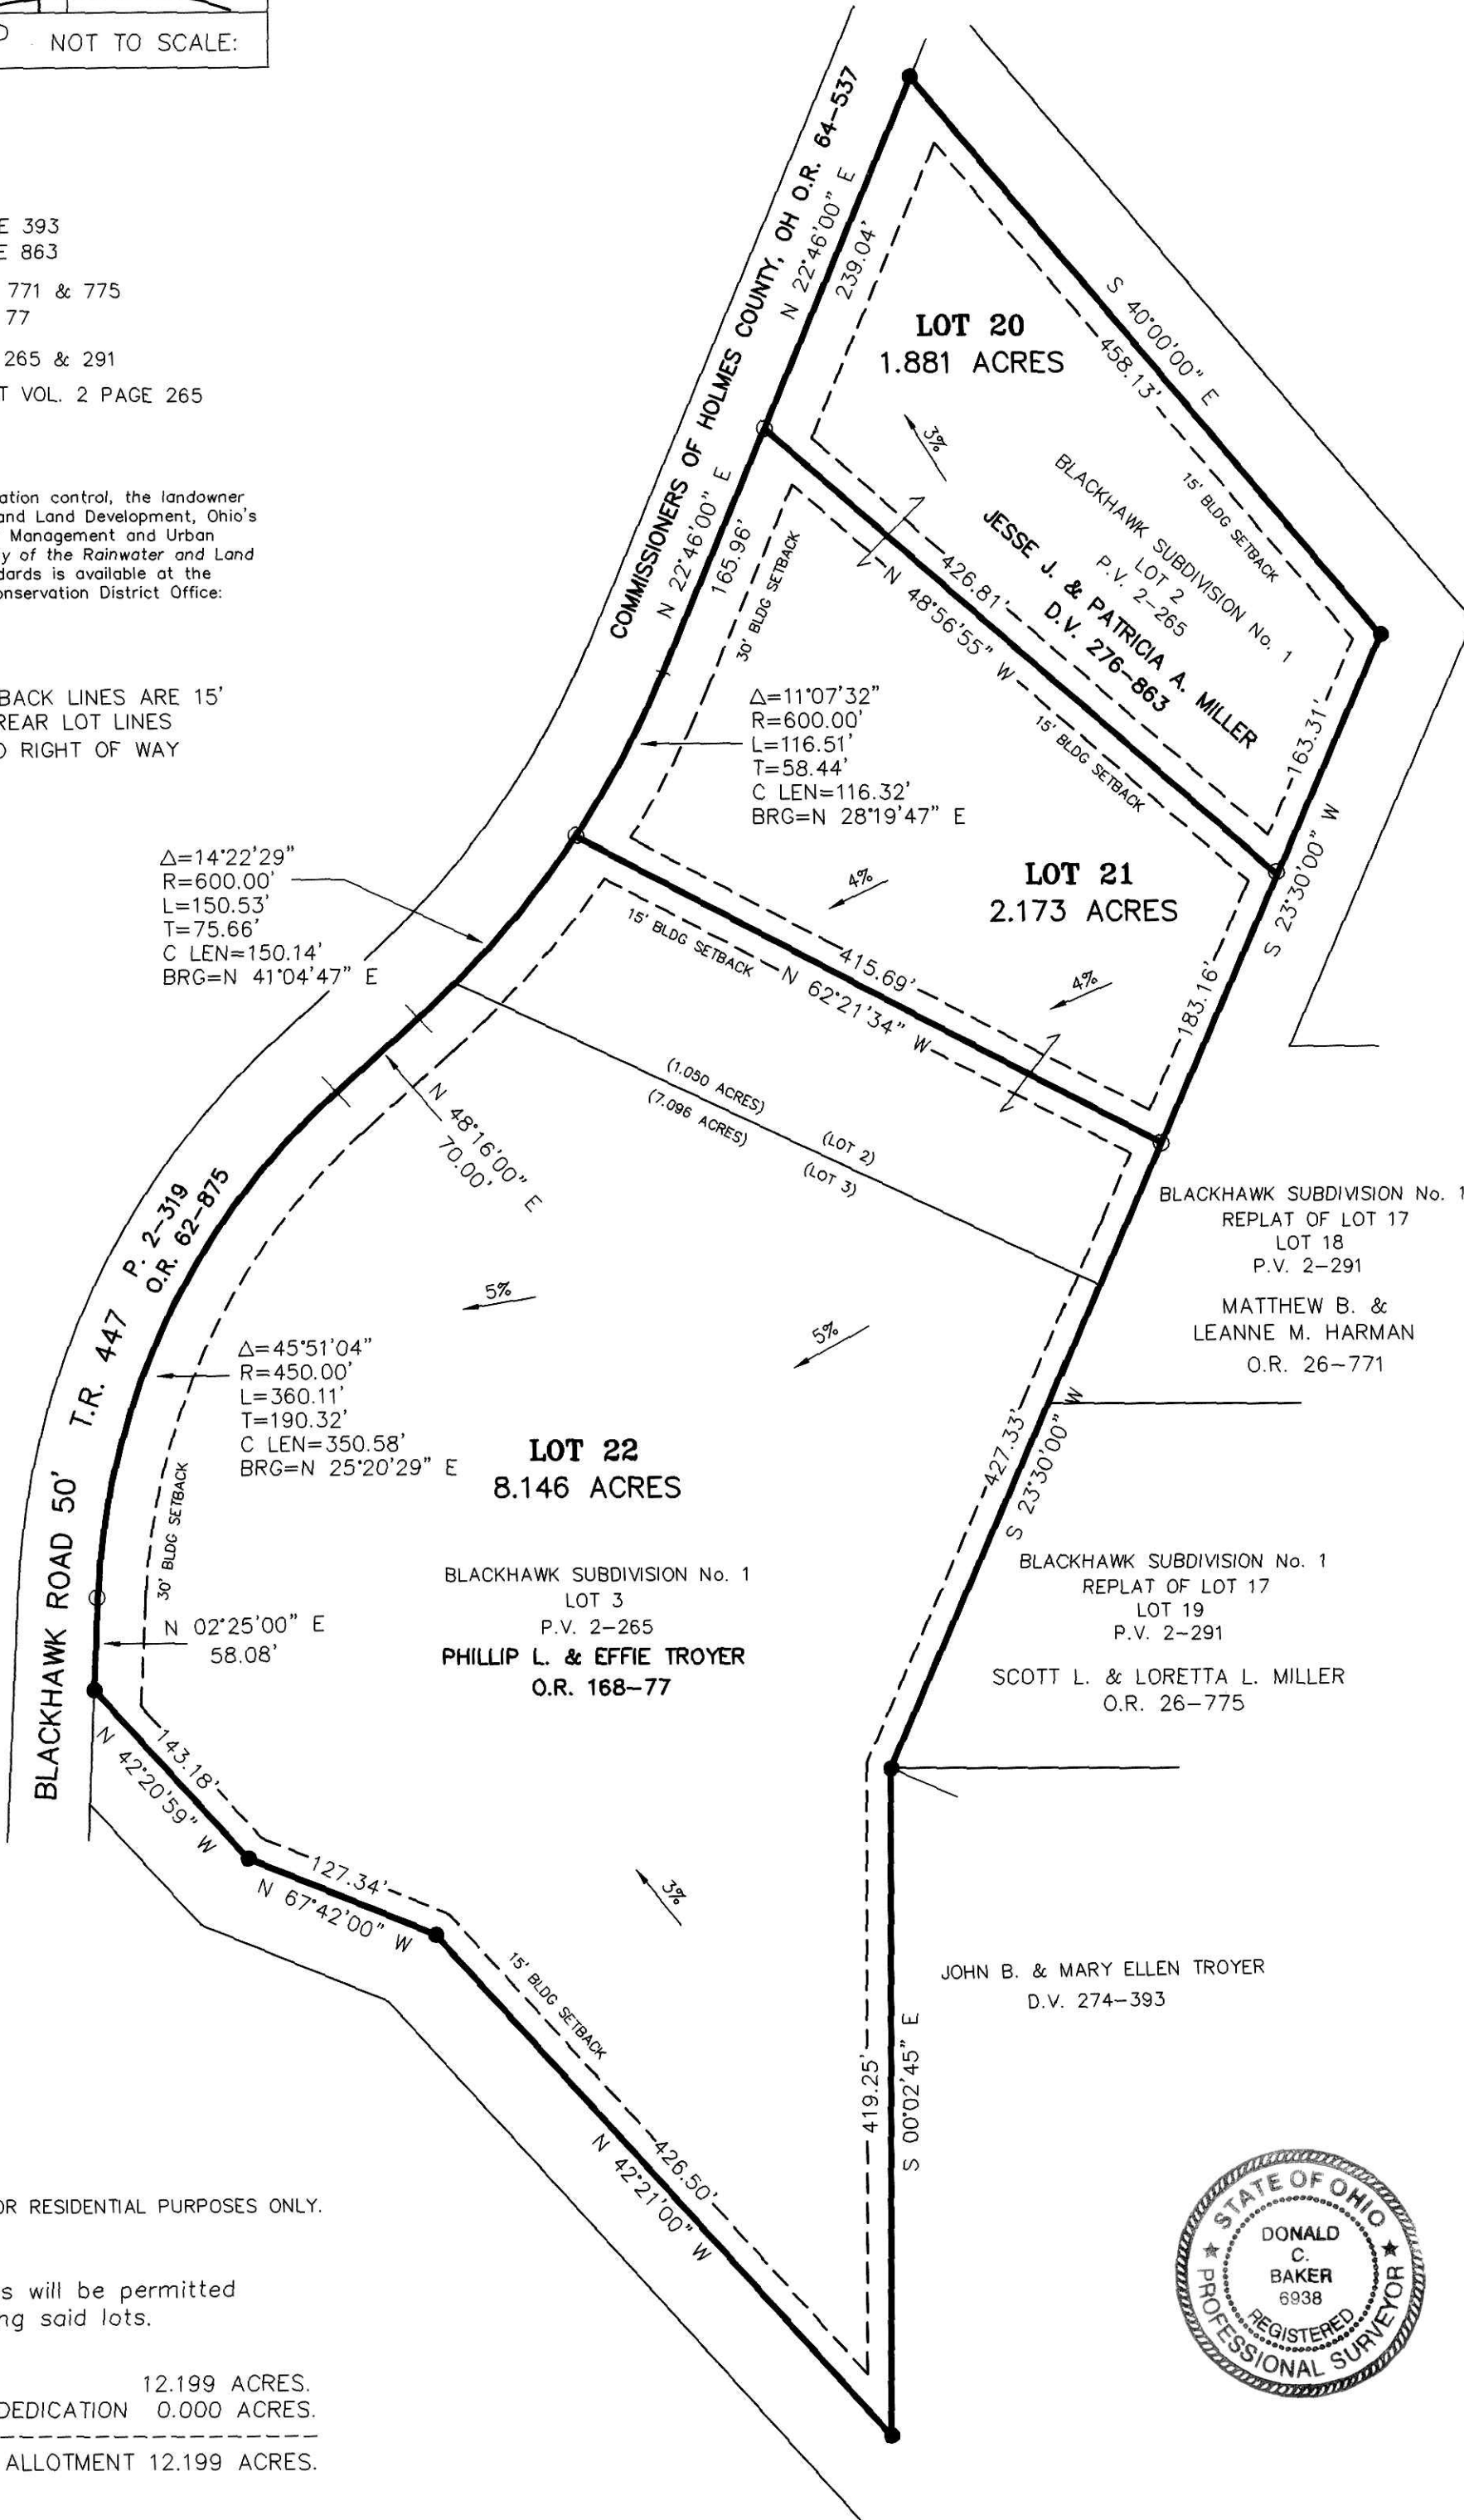 NOT TO SCALE:
E 393
E 863
771 & 775
77
265 & 291
T VOL. 2 PAGE 265
ation control, the landowner
and Land Development, Ohio's
Management and Urban
y of the Rainwater and Land
dards is available at the
onservation District Office:
BACK LINES ARE 15'
REAR LOT LINES
RIGHT OF WAY
COMMISSIONERS OF HOLMES COUNTY, OH O.R. 64-537
N 22°46'00" E
239.04'
LOT 20
1.881 ACRES
S 40°00'00" E
458.13'
15' BLDG SETBACK
3%
BLACKHAWK SUBDIVISION No. 1
LOT 2
P.V. 2-265
JESSE J. & PATRICIA A. MILLER
D.V. 276-863
163.31'
S 23°30'00" W
N 22°46'00" E
165.96'
30' BLDG SETBACK
426.81'
N 48°56'55" W
15' BLDG SETBACK
Δ=11°07'32"
R=600.00'
L=116.51'
T=58.44'
C LEN=116.32'
BRG=N 28°19'47" E
LOT 21
2.173 ACRES
4%
4%
183.16'
Δ=14°22'29"
R=600.00'
L=150.53'
T=75.66'
C LEN=150.14'
BRG=N 41°04'47" E
15' BLDG SETBACK
415.69'
N 62°21'34" W
(1.050 ACRES)
(7.096 ACRES)
(LOT 2)
(LOT 3)
N 48°16'00" E
70.00'
P. 2-319
O.R. 62-875
T.R. 447
BLACKHAWK ROAD 50'
5%
5%
Δ=45°51'04"
R=450.00'
L=360.11'
T=190.32'
C LEN=350.58'
BRG=N 25°20'29" E
30' BLDG SETBACK
LOT 22
8.146 ACRES
BLACKHAWK SUBDIVISION No. 1
LOT 3
P.V. 2-265
PHILLIP L. & EFFIE TROYER
O.R. 168-77
N 02°25'00" E
58.08'
427.33'
S 23°30'00" W
BLACKHAWK SUBDIVISION No. 1
REPLAT OF LOT 17
LOT 18
P.V. 2-291
MATTHEW B. &
LEANNE M. HARMAN
O.R. 26-771
BLACKHAWK SUBDIVISION No. 1
REPLAT OF LOT 17
LOT 19
P.V. 2-291
SCOTT L. & LORETTA L. MILLER
O.R. 26-775
143.18'
N 42°20'59" W
127.34'
N 67°42'00" W
3%
15' BLDG SETBACK
426.50'
N 42°21'00" W
419.25'
S 00°02'45" E
JOHN B. & MARY ELLEN TROYER
D.V. 274-393
OR RESIDENTIAL PURPOSES ONLY.
s will be permitted
ng said lots.
12.199 ACRES.
DEDICATION 0.000 ACRES.
ALLOTMENT 12.199 ACRES.
STATE OF OHIO
DONALD
C.
BAKER
6938
REGISTERED
PROFESSIONAL SURVEYOR